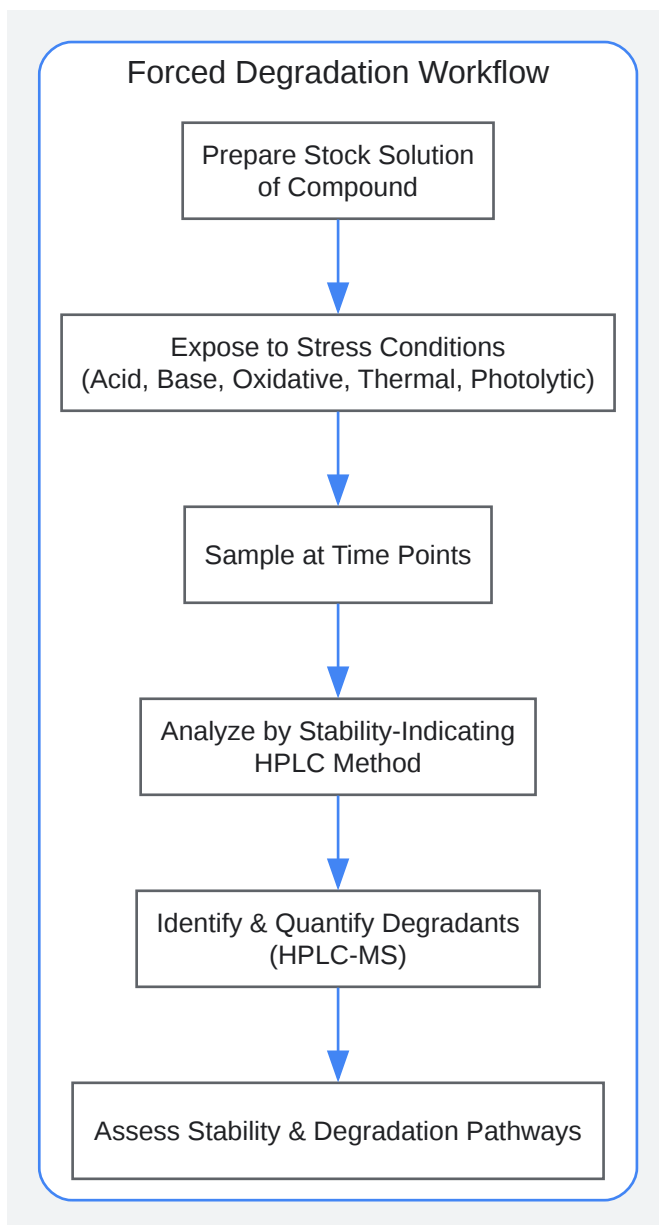 Forced Degradation Workflow
Prepare Stock Solution
of Compound
Expose to Stress Conditions
(Acid, Base, Oxidative, Thermal, Photolytic)
Sample at Time Points
Analyze by Stability-Indicating
HPLC Method
Identify & Quantify Degradants
(HPLC-MS)
Assess Stability & Degradation Pathways